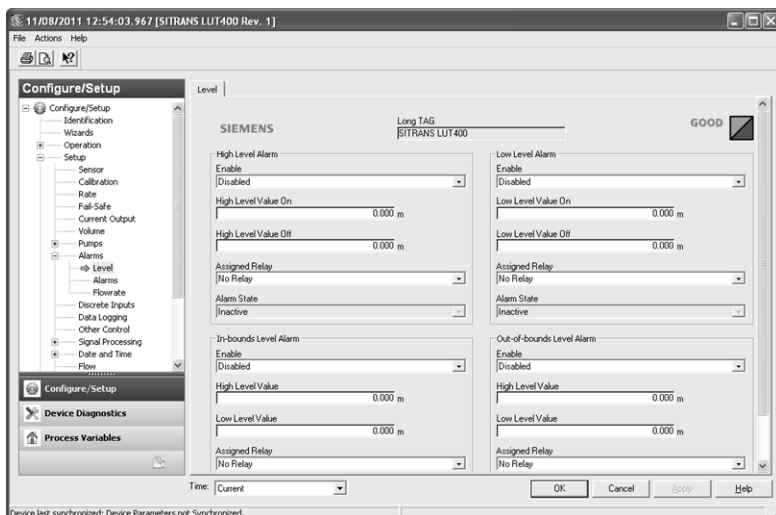 11/08/2011 12:54:03.967 [SITRANS LUT400 Rev. 1]
File Actions Help
Configure/Setup
Configure/Setup
Identification
Wizards
Operation
Setup
Sensor
Calibration
Rate
Fail-Safe
Current Output
Volume
Pumps
Alarms
Level
Alarms
Flowrate
Discrete Inputs
Data Logging
Other Control
Signal Processing
Date and Time
Flow
Configure/Setup
Device Diagnostics
Process Variables
Level
SIEMENS
Long TAG
SITRANS LUT400
GOOD
High Level Alarm
Enable
Disabled
High Level Value On
0.000 m
High Level Value Off
0.000 m
Assigned Relay
No Relay
Alarm State
Inactive
Low Level Alarm
Enable
Disabled
Low Level Value On
0.000 m
Low Level Value Off
0.000 m
Assigned Relay
No Relay
Alarm State
Inactive
In-bounds Level Alarm
Enable
Disabled
High Level Value
0.000 m
Low Level Value
0.000 m
Assigned Relay
No Relay
Out-of-bounds Level Alarm
Enable
Disabled
High Level Value
0.000 m
Low Level Value
0.000 m
Assigned Relay
No Relay
Time: Current
OK Cancel Apply Help
Device last synchronized: Device Parameters not Synchronized.